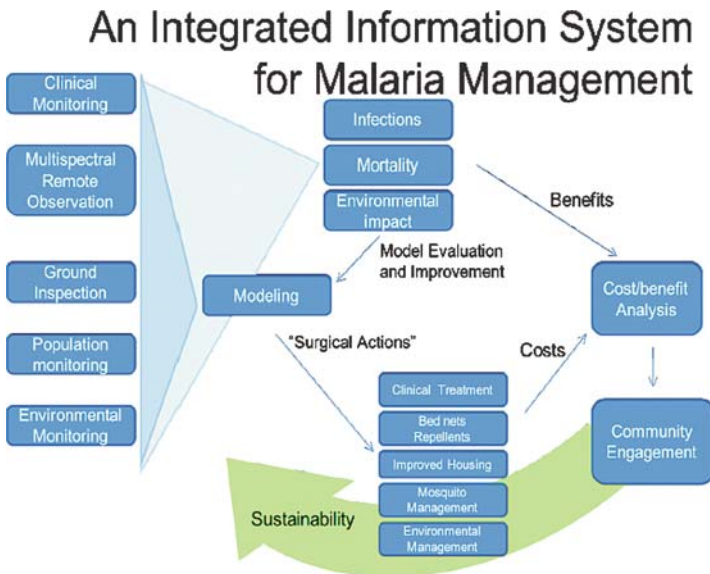 An Integrated Information System
for Malaria Management
Clinical
Monitoring
Multispectral
Remote
Observation
Ground
Inspection
Population
monitoring
Environmental
Monitoring
Infections
Mortality
Environmental
impact
Benefits
Model Evaluation
and Improvement
Modeling
Cost/benefit
Analysis
"Surgical Actions"
Costs
Clinical Treatment
Bed nets
Repellents
Improved Housing
Mosquito
Management
Environmental
Management
Community
Engagement
Sustainability